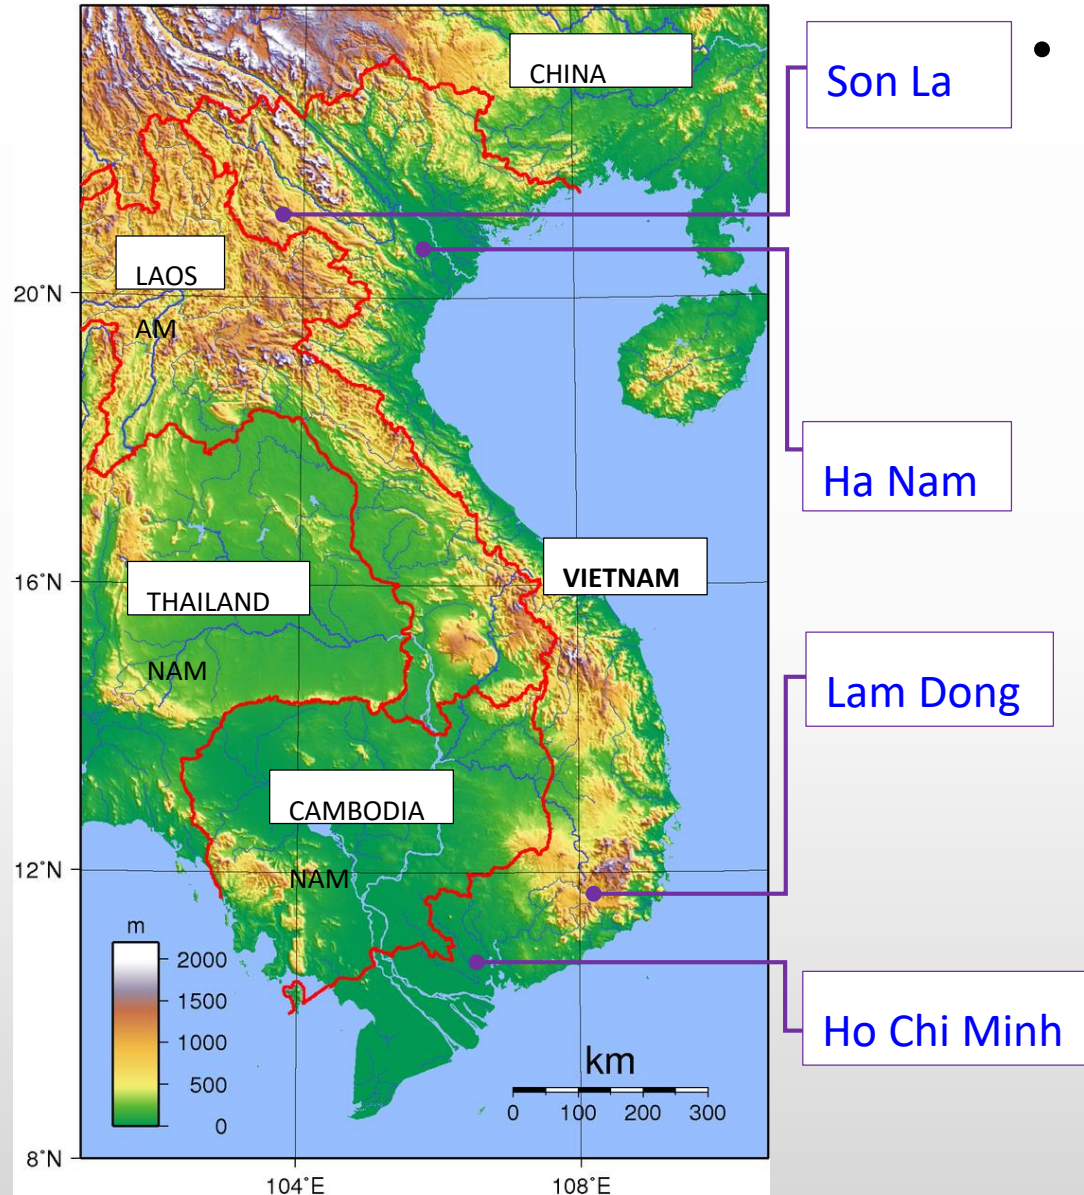 CHINA
Son La
•
LAOS
20°N
AM
Ha Nam
VIETNAM
16°N
THAILAND
NAM
Lam Dong
CAMBODIA
12°N
NAM
m
2000
1500
1000
500
0
Ho Chi Minh
km
0 100 200 300
8°N
104°E 108°E